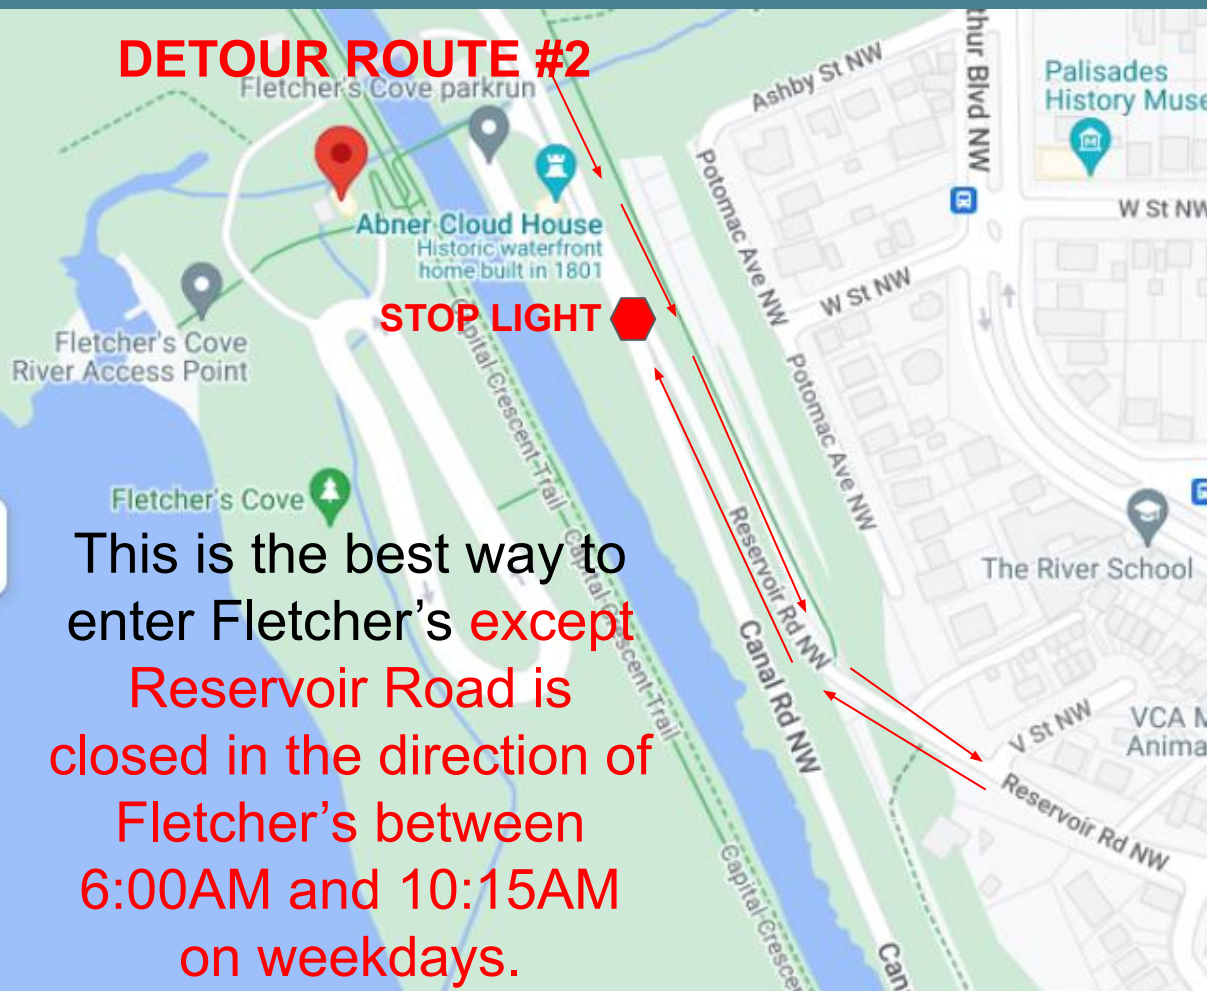 DETOUR ROUTE #2
Fletcher's Cove parkrun
Ashby St NW
thur Blvd NW
Palisades
History Muse
W St NW
Potomac Ave NW
Abner Cloud House
Historic waterfront
home built in 1801
W St NW
STOP LIGHT
Fletcher's Cove
River Access Point
Capital Crescent Trail
Potomac Ave NW
Fletcher's Cove
Reservoir Rd NW
The River School
Capital Crescent Trail
This is the best way to
enter Fletcher’s except
Reservoir Road is
closed in the direction of
Fletcher’s between
6:00AM and 10:15AM
on weekdays.
Canal Rd NW
V St NW
VCA M
Anima
Reservoir Rd NW
Capital Crescen
Can